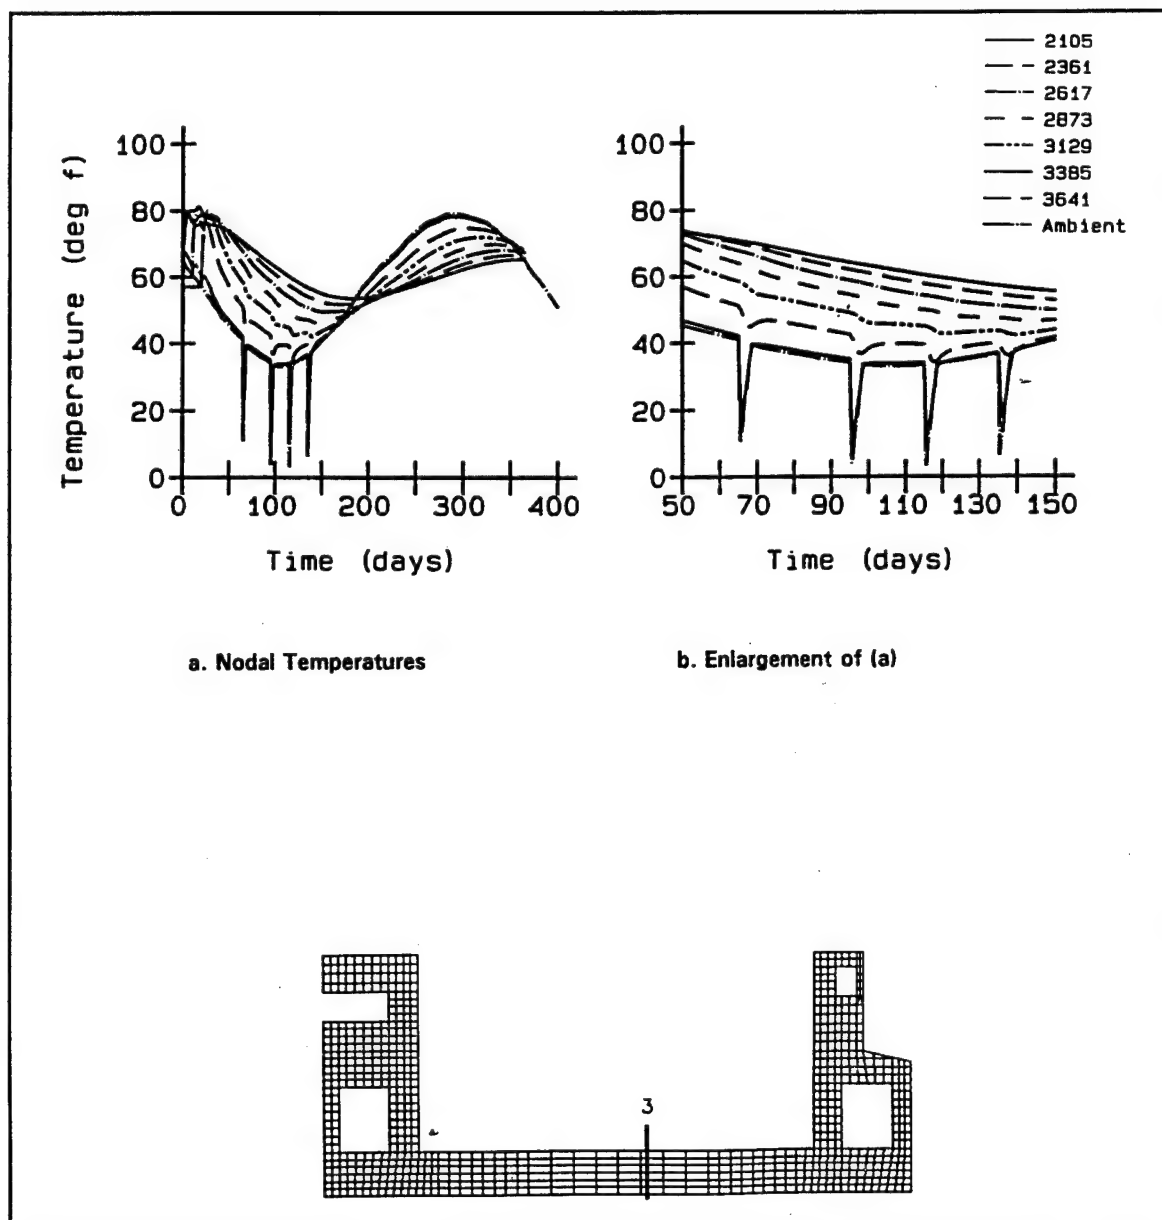 2105
2361
2617
2873
3129
3385
3641
Ambient
Temperature (deg f)
100
80
60
40
20
0
0 100 200 300 400
Time (days)
100
80
60
40
20
0
50 70 90 110 130 150
Time (days)
a. Nodal Temperatures
b. Enlargement of (a)
3